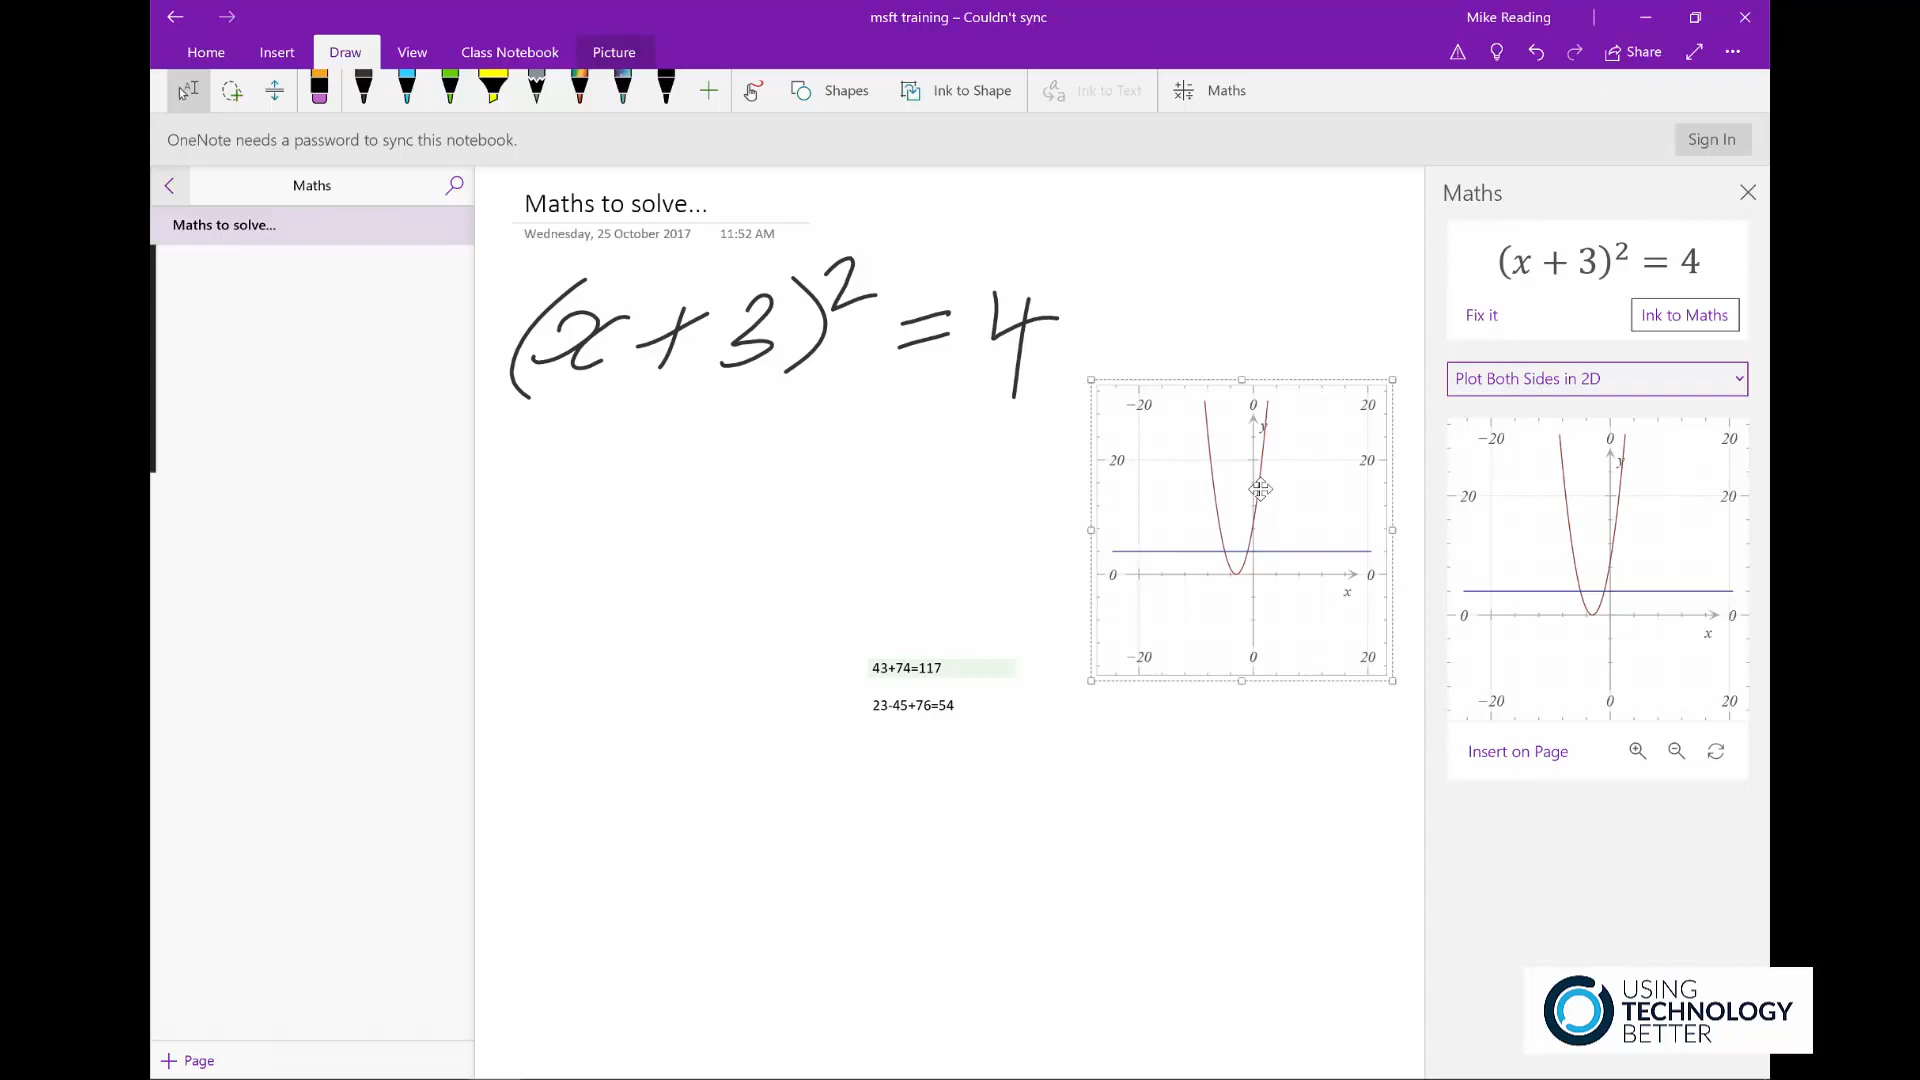 msft training – Couldn't sync
Mike Reading
Home Insert Draw View Class Notebook Picture
Share
Shapes Ink to Shape Ink to Text Maths
OneNote needs a password to sync this notebook.
Sign In
Maths
Maths to solve...
Page
Maths to solve...
Wednesday, 25 October 2017 11:52 AM
(x+3)² = 4
−20 0 20
y
20 20
0 0
x
−20 0 20
43+74=117
23-45+76=54
Maths
(x + 3)² = 4
Fix it Ink to Maths
Plot Both Sides in 2D
−20 0 20
y
20 20
0 0
x
−20 0 20
Insert on Page
USING
TECHNOLOGY
BETTER